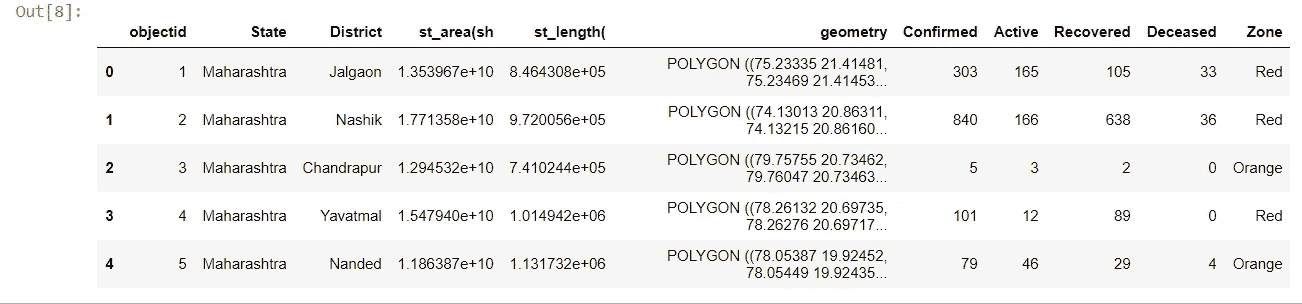 Out[8]:
objectid State District st_area(sh st_length( geometry Confirmed Active Recovered Deceased Zone
0 1 Maharashtra Jalgaon 1.353967e+10 8.464308e+05 POLYGON ((75.23335 21.41481, 75.23469 21.41453... 303 165 105 33 Red
1 2 Maharashtra Nashik 1.771358e+10 9.720056e+05 POLYGON ((74.13013 20.86311, 74.13215 20.86160... 840 166 638 36 Red
2 3 Maharashtra Chandrapur 1.294532e+10 7.410244e+05 POLYGON ((79.75755 20.73462, 79.76047 20.73463... 5 3 2 0 Orange
3 4 Maharashtra Yavatmal 1.547940e+10 1.014942e+06 POLYGON ((78.26132 20.69735, 78.26276 20.69717... 101 12 89 0 Red
4 5 Maharashtra Nanded 1.186387e+10 1.131732e+06 POLYGON ((78.05387 19.92452, 78.05449 19.92435... 79 46 29 4 Orange